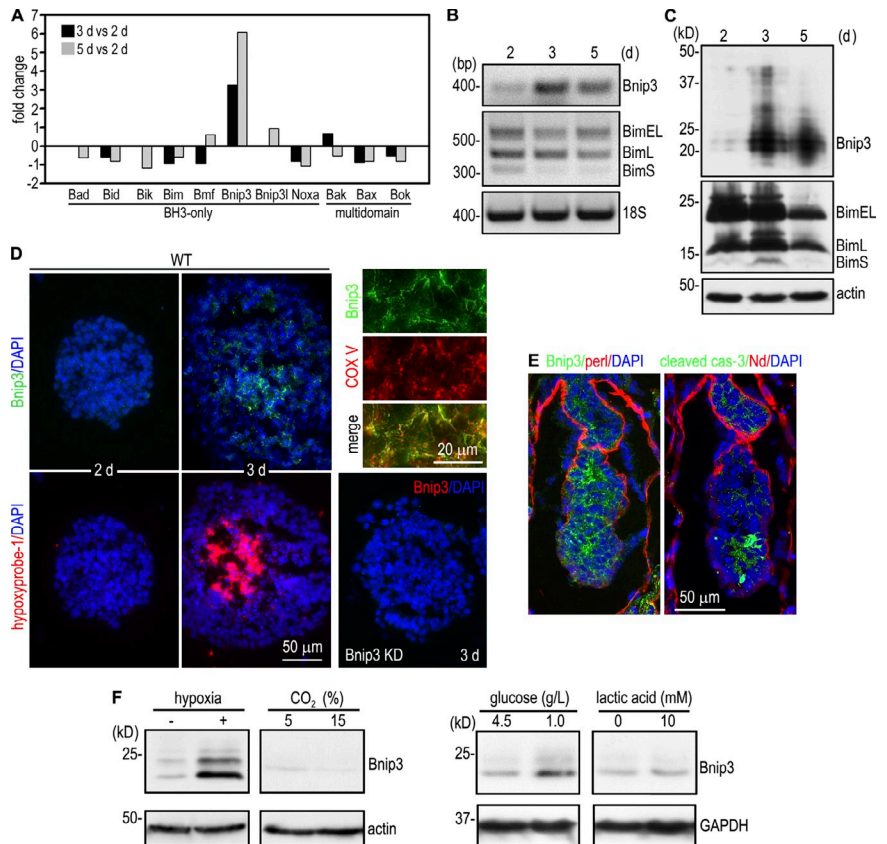 A
3 d vs 2 d
5 d vs 2 d
fold change
7
6
5
4
3
2
1
0
-1
-2
Bad Bid Bik Bim Bmf Bnip3 Bnip3l Noxa Bak Bax Bok
BH3-only multidomain
B
2 3 5 (d)
(bp)
400- Bnip3
500- BimEL
BimL
300- BimS
400- 18S
C
(kD) 2 3 5 (d)
50-
37-
25-
20- Bnip3
25- BimEL
15- BimL
BimS
50- actin
D
WT
Bnip3/DAPI
2 d 3 d
hypoxyprobe-1/DAPI
50 μm
Bnip3
COX V
merge
20 μm
Bnip3/DAPI
Bnip3 KD 3 d
E
Bnip3/perl/DAPI cleaved cas-3/Nd/DAPI
50 μm
F
hypoxia CO2 (%)
(kD) - + 5 15
25- Bnip3
50- actin
glucose (g/L) lactic acid (mM)
(kD) 4.5 1.0 0 10
25- Bnip3
37- GAPDH